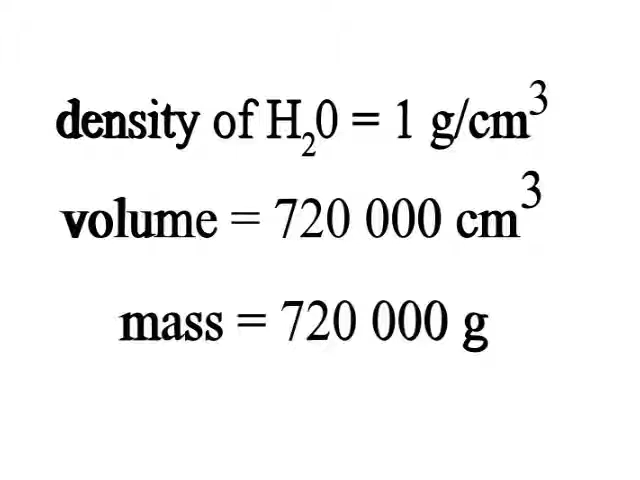 density of H₂0 = 1 g/cm³
volume = 720 000 cm³
mass = 720 000 g